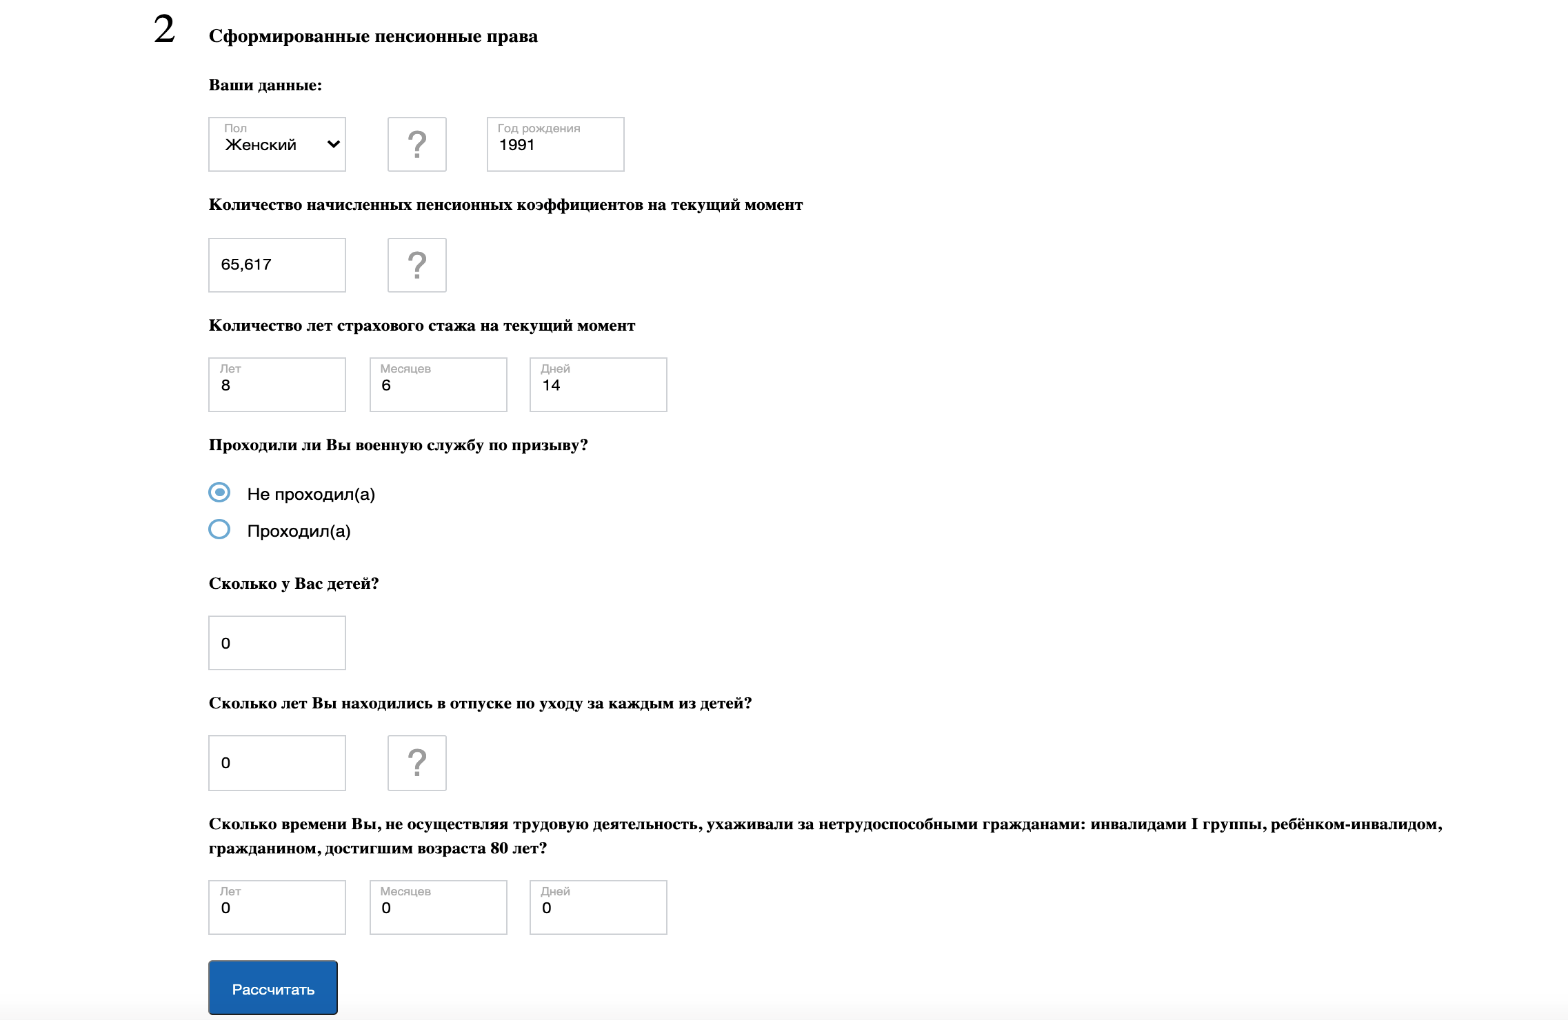 2 Сформированные пенсионные права
Ваши данные:
Пол
Женский
?
Год рождения
1991
Количество начисленных пенсионных коэффициентов на текущий момент
65,617
?
Количество лет страхового стажа на текущий момент
Лет
8
Месяцев
6
Дней
14
Проходили ли Вы военную службу по призыву?
Не проходил(а)
Проходил(а)
Сколько у Вас детей?
0
Сколько лет Вы находились в отпуске по уходу за каждым из детей?
0
?
Сколько времени Вы, не осуществляя трудовую деятельность, ухаживали за нетрудоспособными гражданами: инвалидами I группы, ребёнком-инвалидом,
гражданином, достигшим возраста 80 лет?
Лет
0
Месяцев
0
Дней
0
Рассчитать